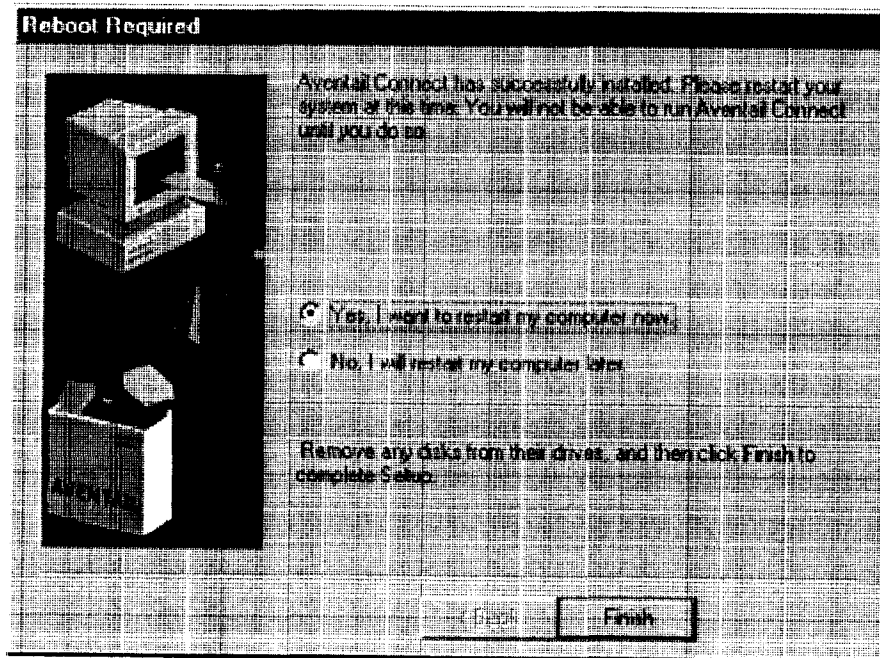 Reboot Required
Aventail Connect has successfully installed. Please restart your
system at this time. You will not be able to run Aventail Connect
until you do so.
Yes, I want to restart my computer now.
No, I will restart my computer later.
Remove any disks from their drives, and then click Finish to
complete Setup.
AVENTAIL
< Back
Finish